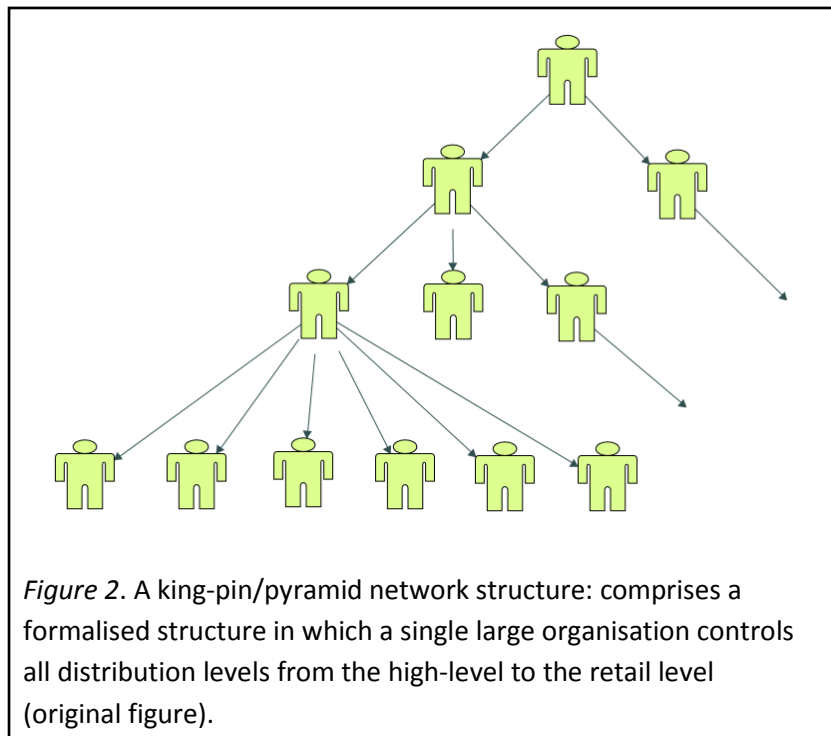 Figure 2. A king-pin/pyramid network structure: comprises a
formalised structure in which a single large organisation controls
all distribution levels from the high-level to the retail level
(original figure).